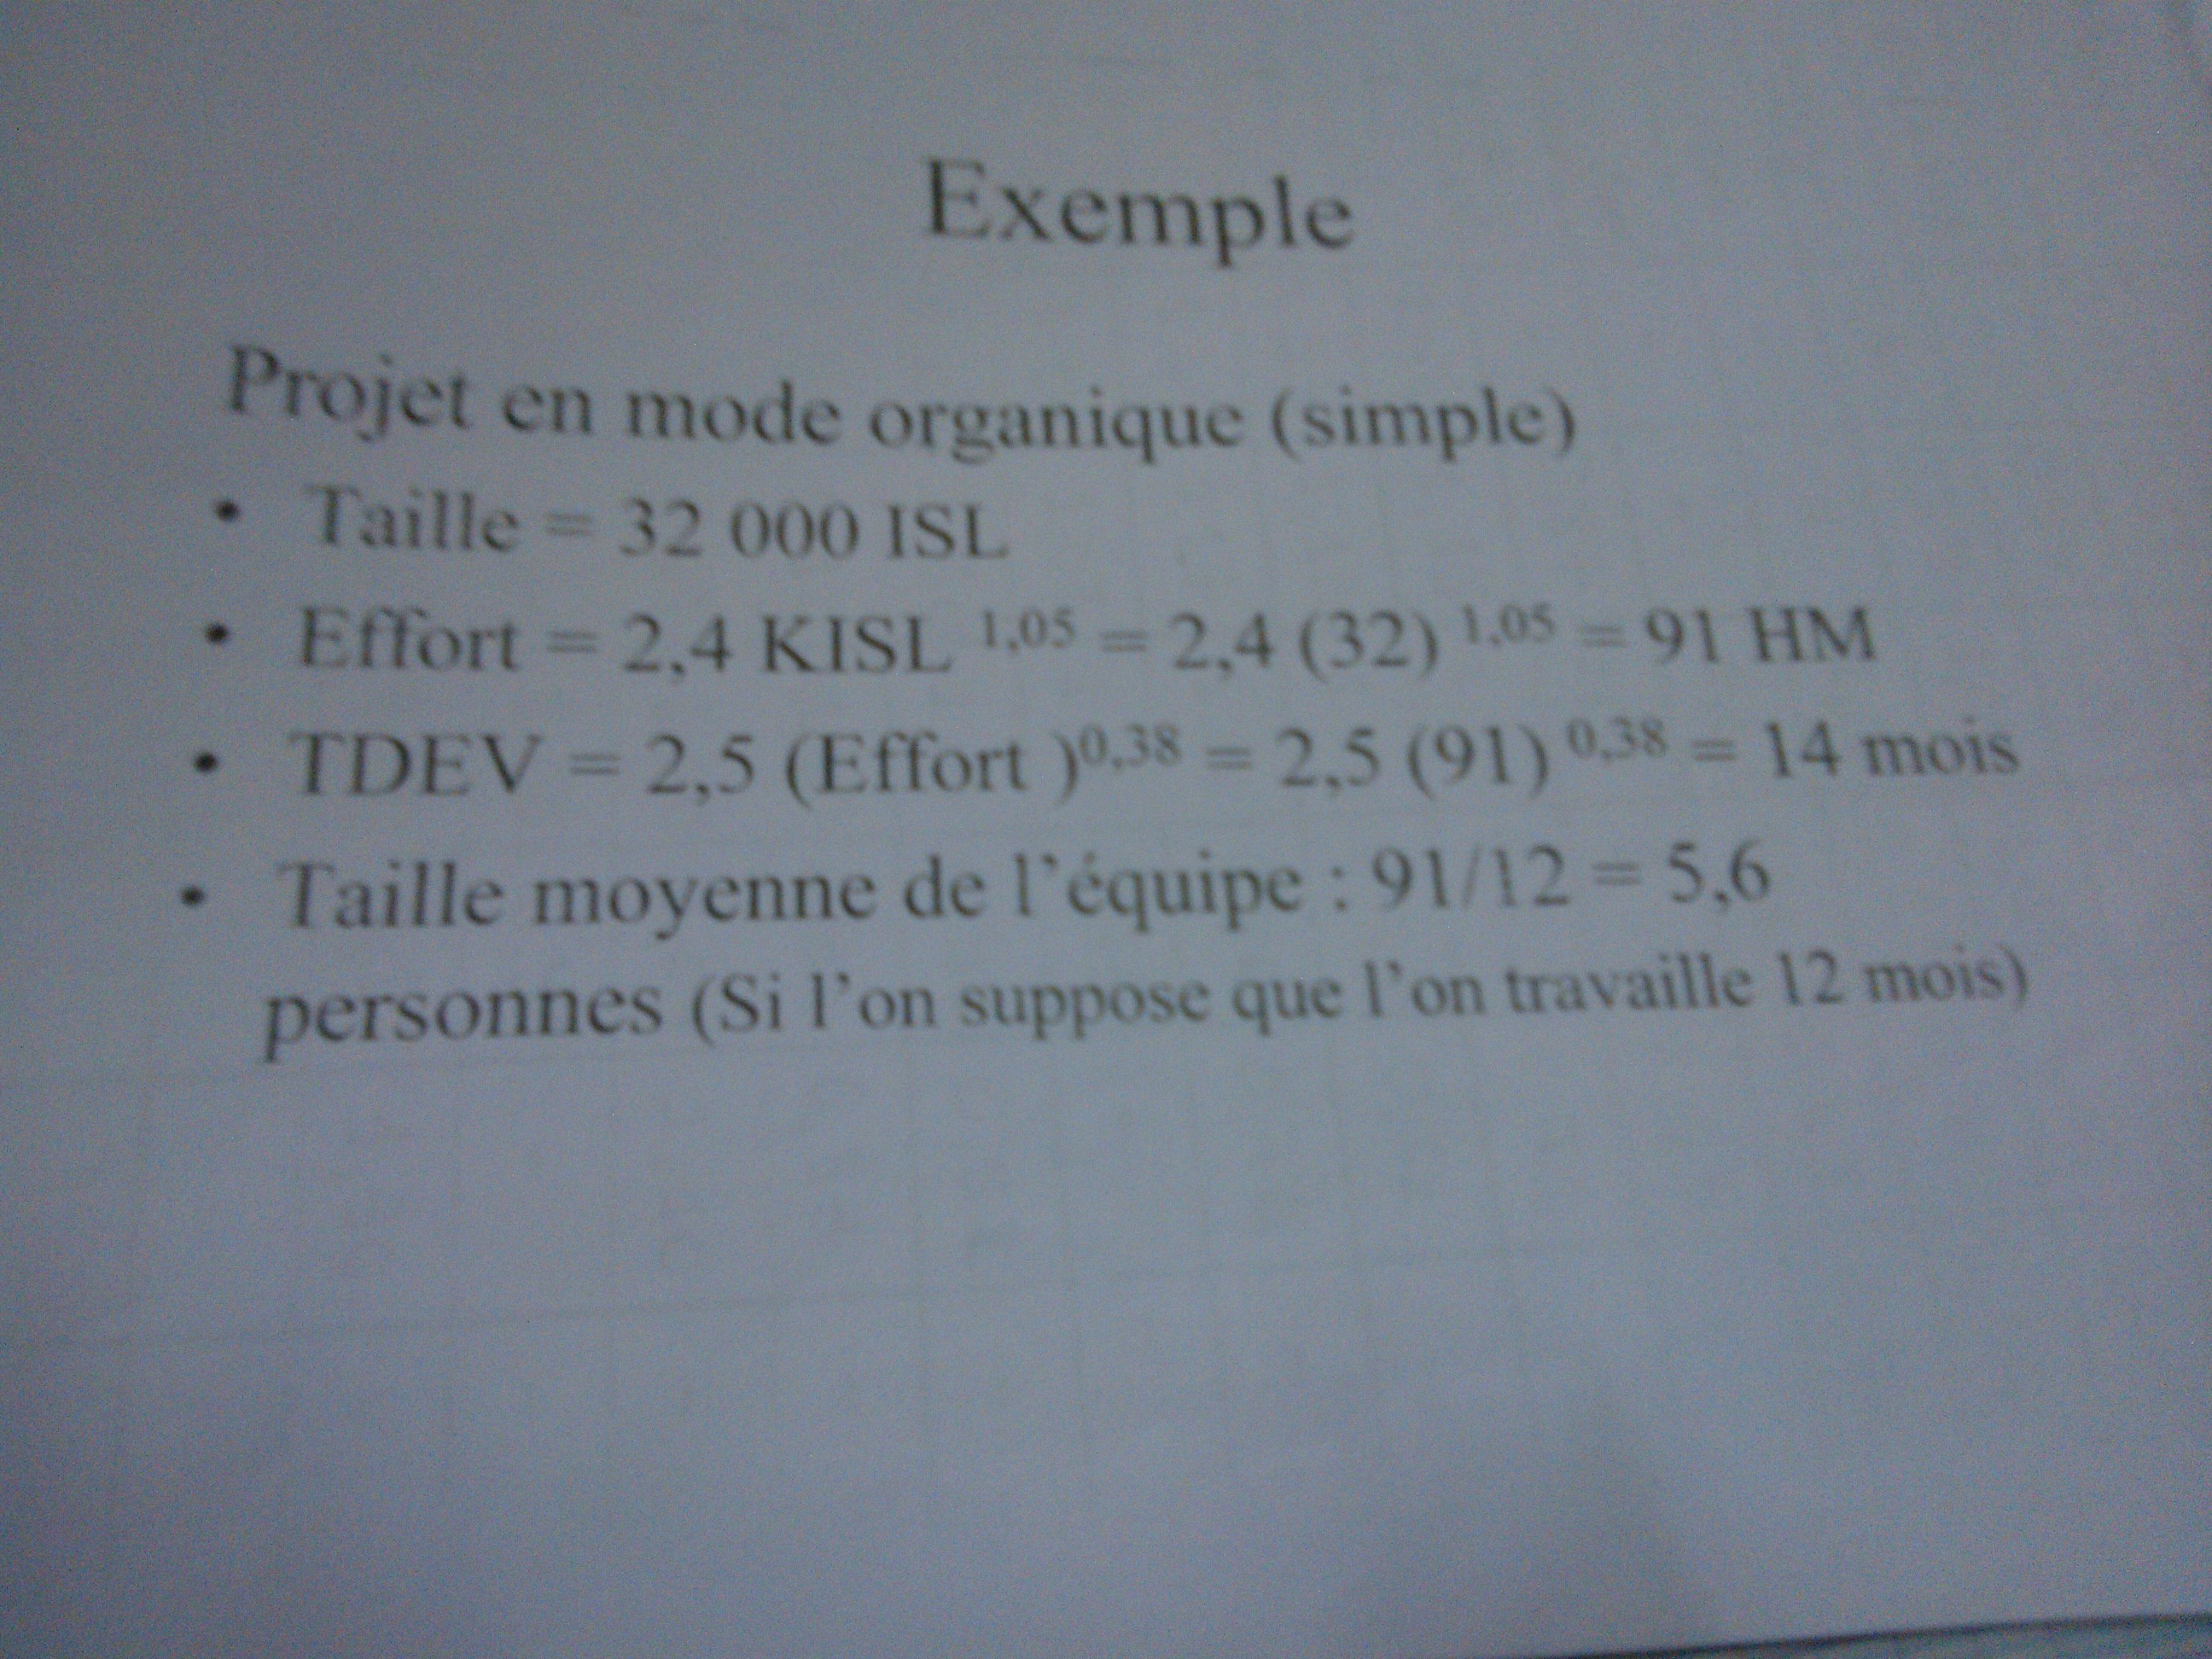 Exemple
Projet en mode organique (simple)
• Taille = 32 000 ISL
• Effort = 2,4 KISL 1,05 = 2,4 (32) 1,05 = 91 HM
• TDEV = 2,5 (Effort )0,38 = 2,5 (91) 0,38 = 14 mois
• Taille moyenne de l'équipe : 91/12 = 5,6
personnes (Si l'on suppose que l'on travaille 12 mois)